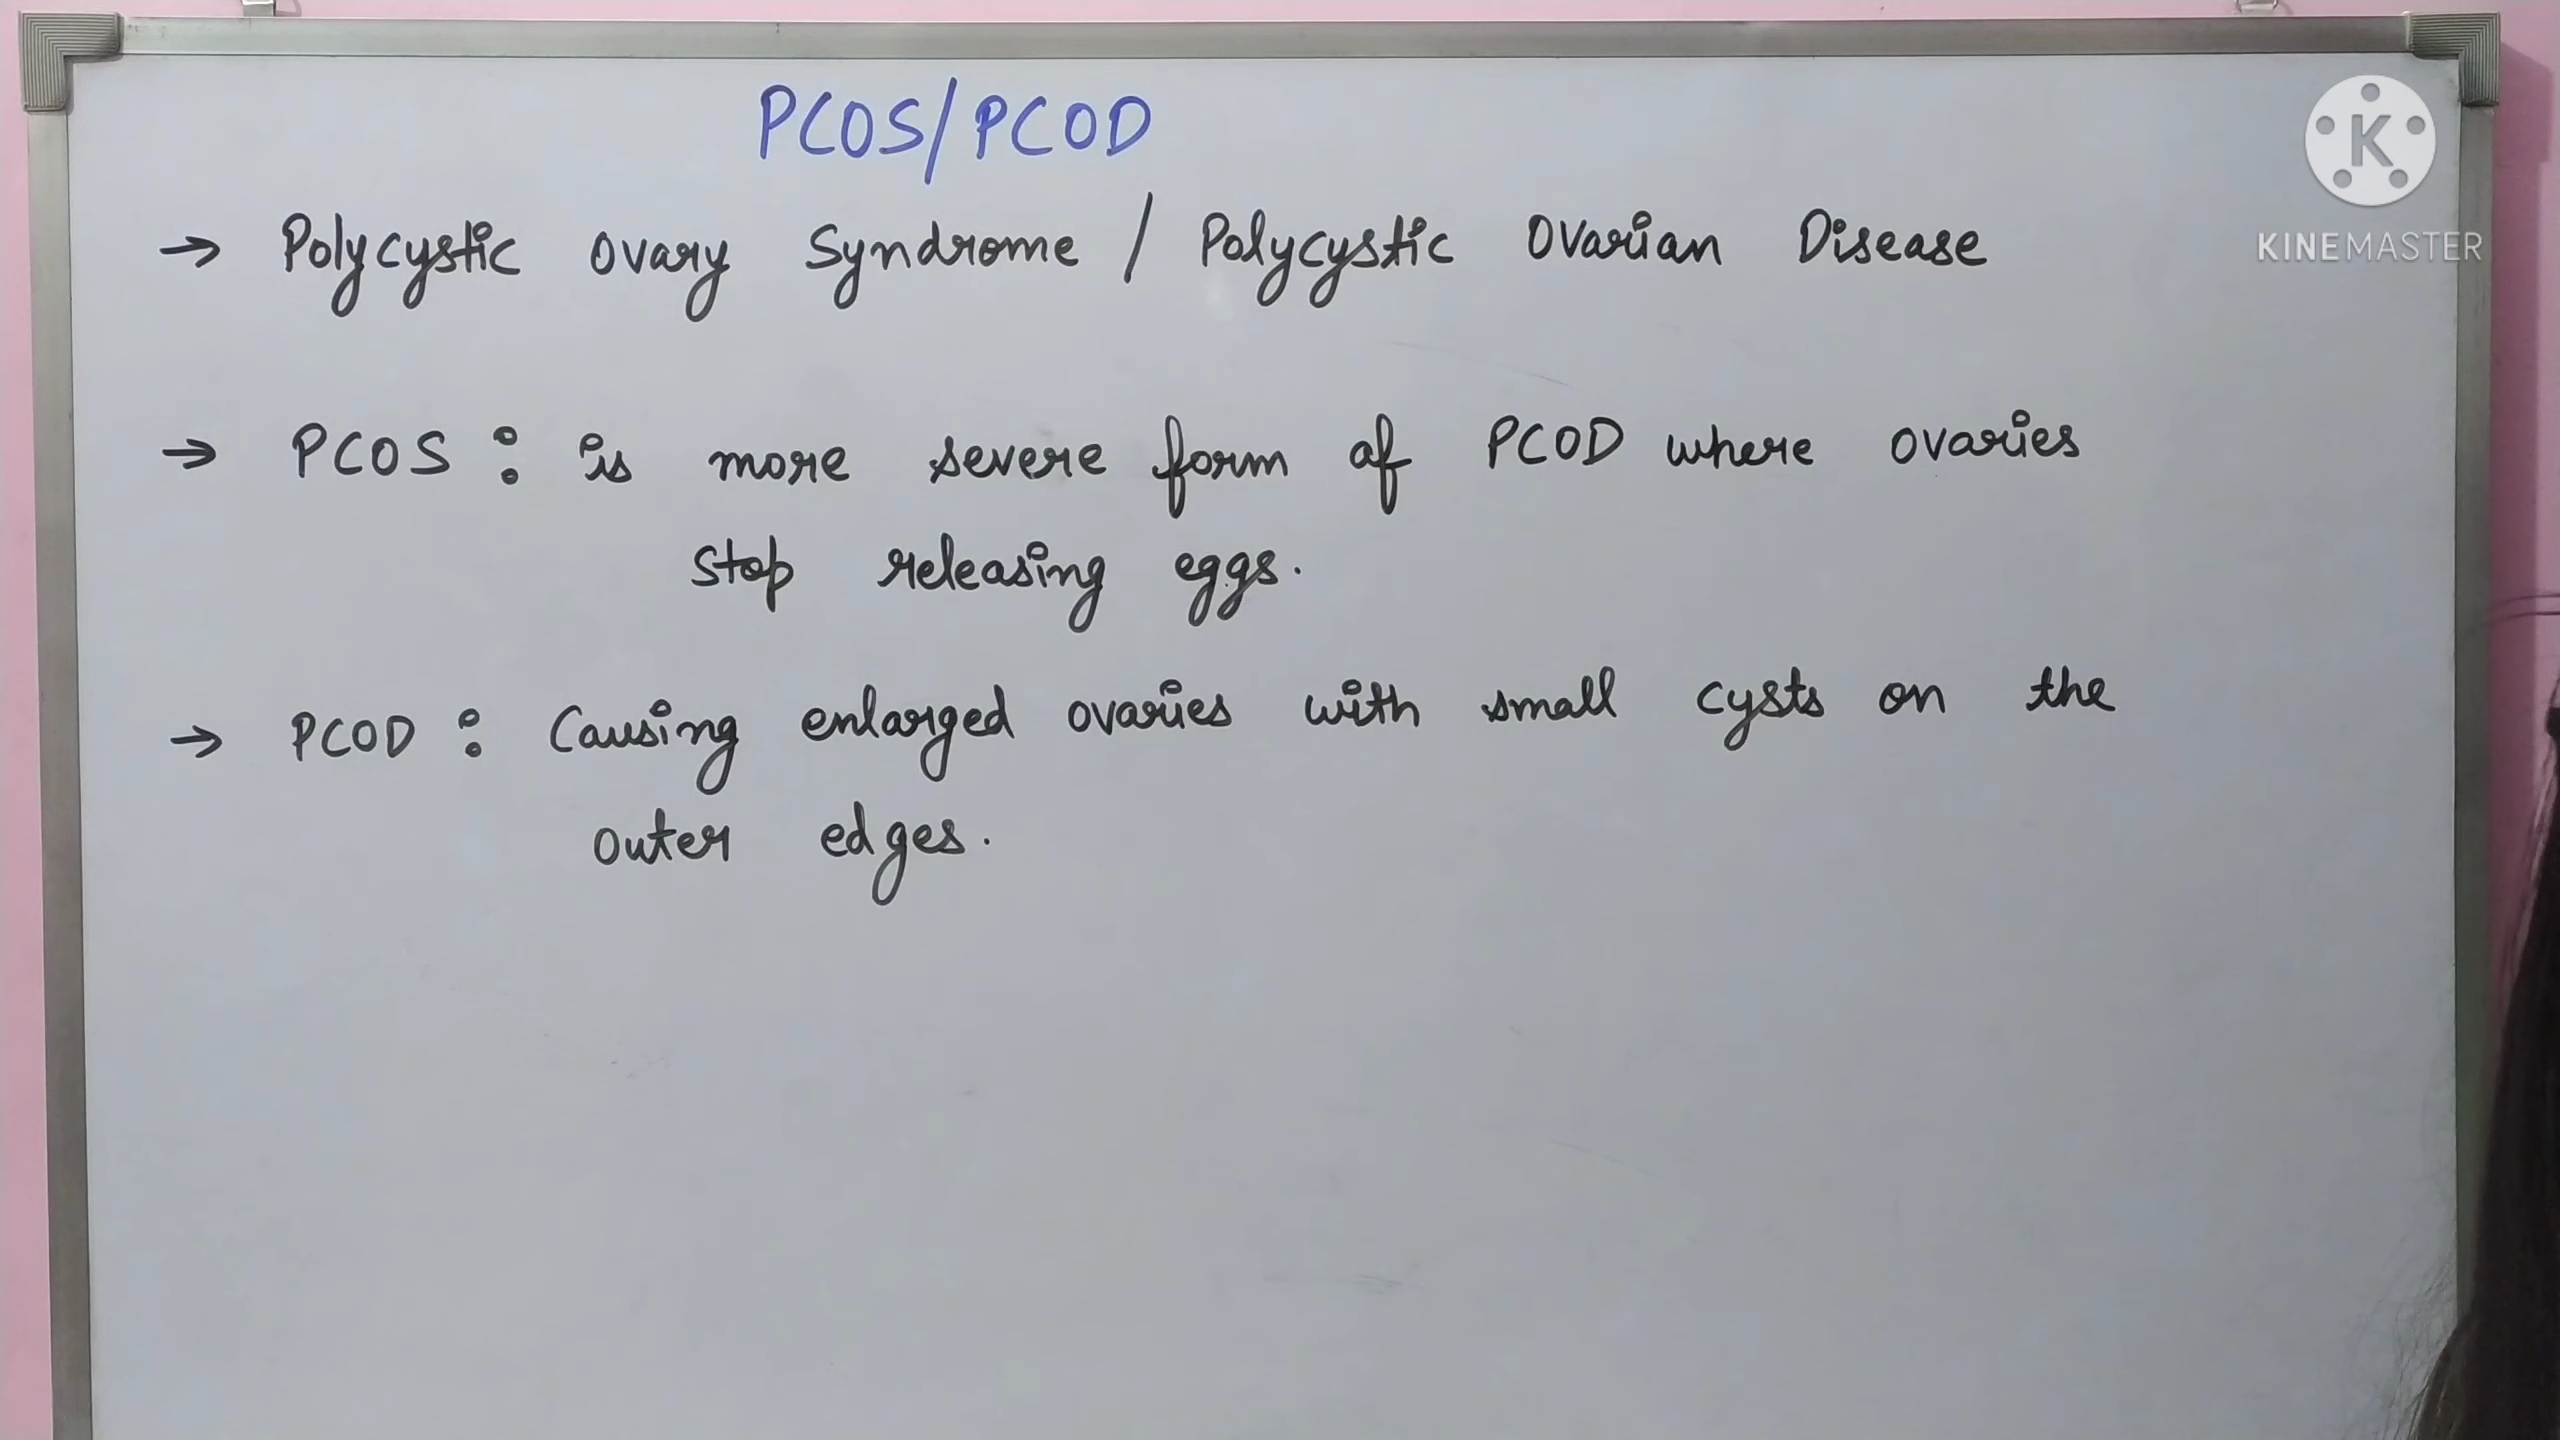 PCOS/PCOD
K
KINEMASTER
→ Polycystic ovary Syndrome / Polycystic Ovarian Disease
→ PCOS : is more severe form of PCOD where ovaries
stop releasing eggs.
→ PCOD : Causing enlarged ovaries with small cysts on the
outer edges.